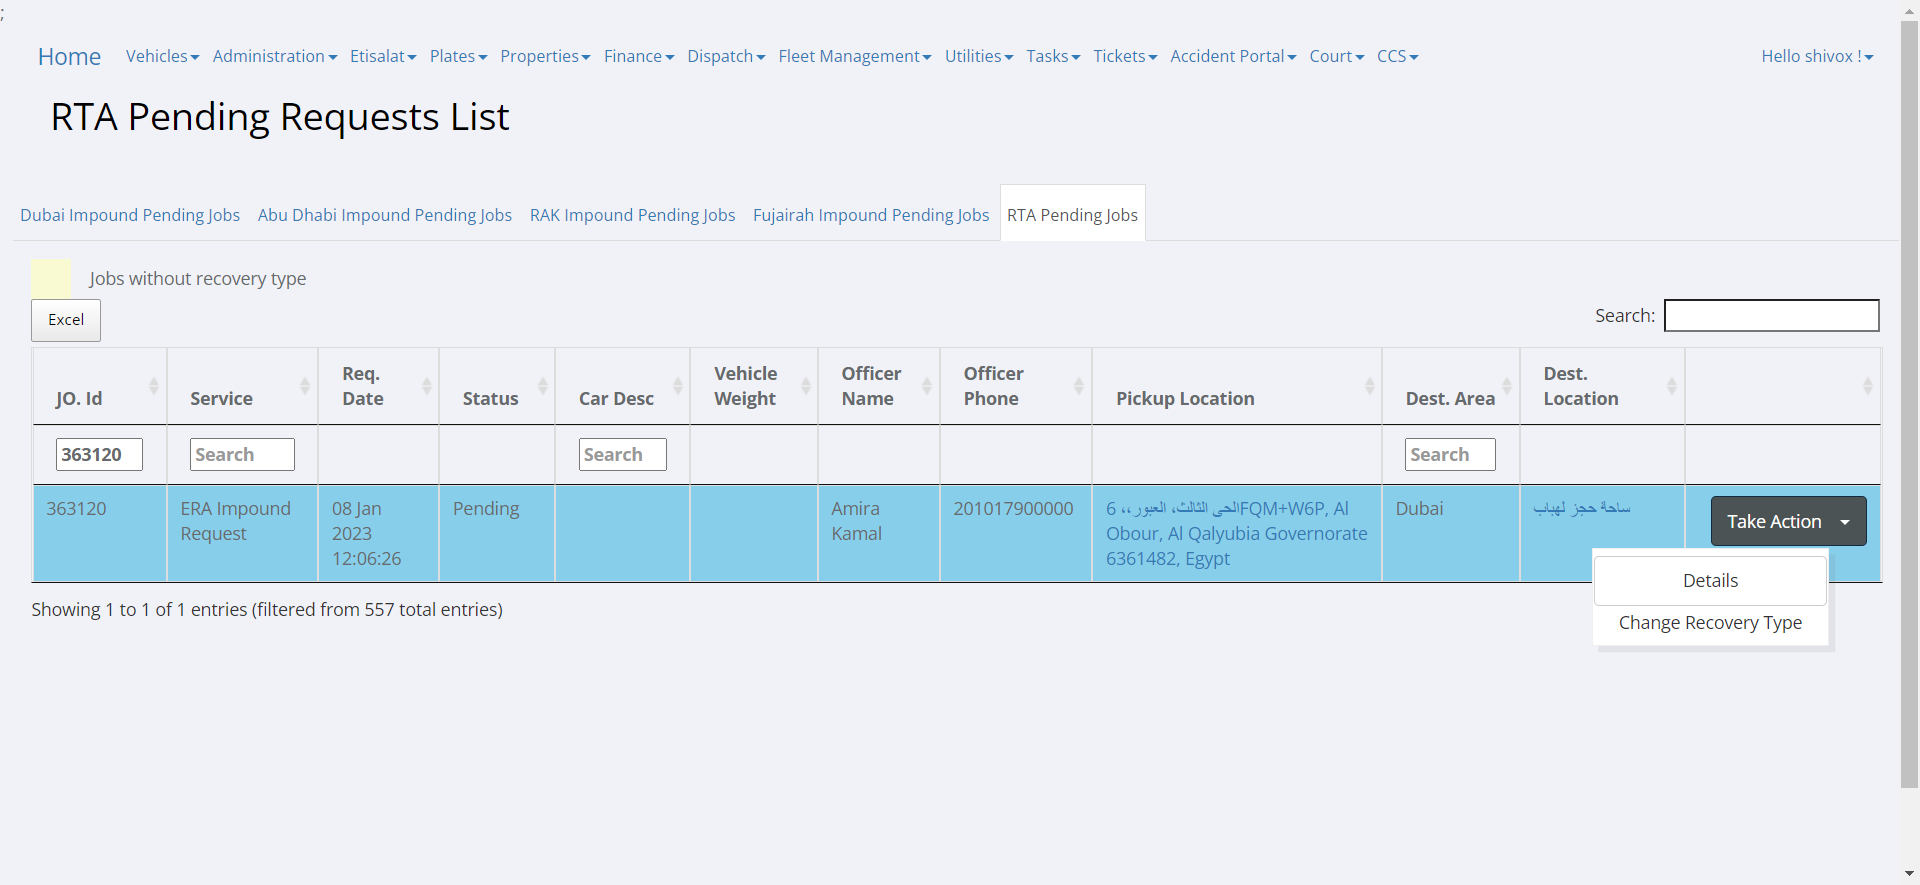 ;
Home Vehicles Administration Etisalat Plates Properties Finance Dispatch Fleet Management Utilities Tasks Tickets Accident Portal Court CCS Hello shivox !
RTA Pending Requests List
Dubai Impound Pending Jobs Abu Dhabi Impound Pending Jobs RAK Impound Pending Jobs Fujairah Impound Pending Jobs RTA Pending Jobs
Jobs without recovery type
Excel
Search:
JO. Id
Service
Req.
Date
Status
Car Desc
Vehicle
Weight
Officer
Name
Officer
Phone
Pickup Location
Dest. Area
Dest.
Location
363120 Search Search Search
363120
ERA Impound
Request
08 Jan
2023
12:06:26
Pending
Amira
Kamal
201017900000
6 الحى الثالث، العبور،، FQM+W6P, Al
Obour, Al Qalyubia Governorate
6361482, Egypt
Dubai
ساحة حجز لهباب
Take Action
Details
Change Recovery Type
Showing 1 to 1 of 1 entries (filtered from 557 total entries)